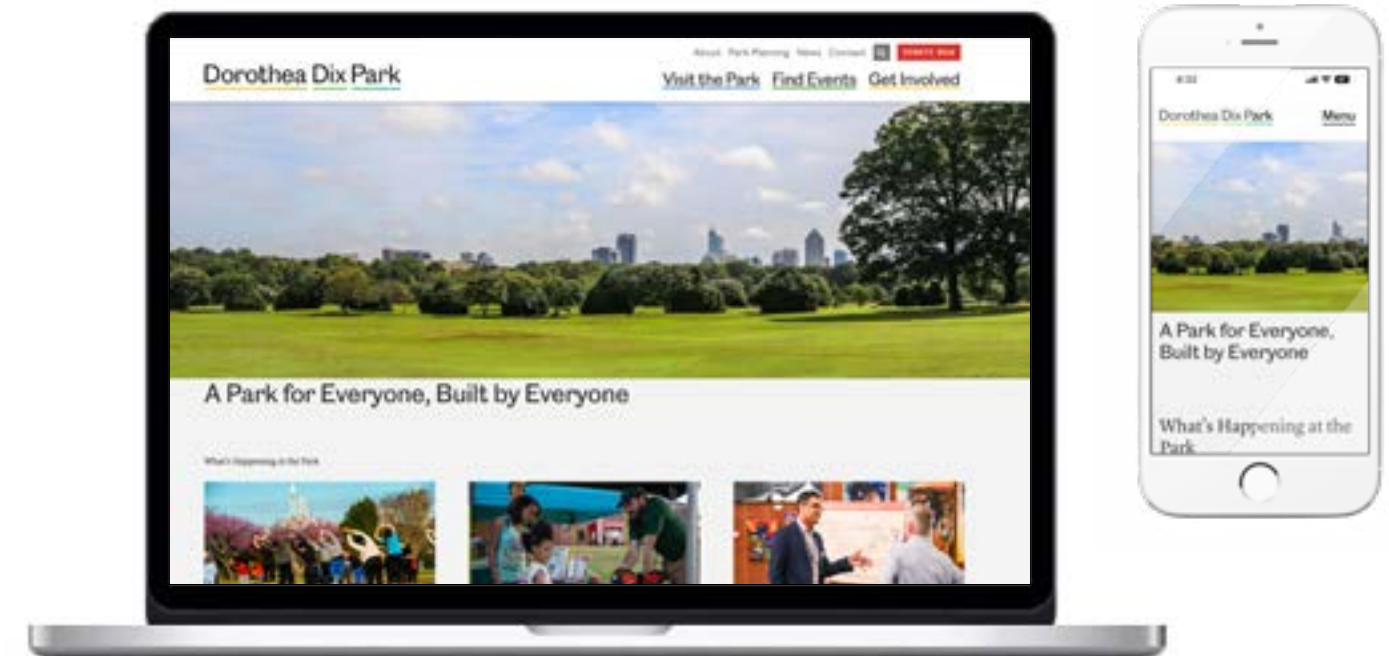 About Park Planning News Contact DONATE NOW
Dorothea Dix Park
Visit the Park Find Events Get Involved
A Park for Everyone, Built by Everyone
What's Happening at the Park
Dorothea Dix Park Menu
A Park for Everyone,
Built by Everyone
What's Happening at the
Park